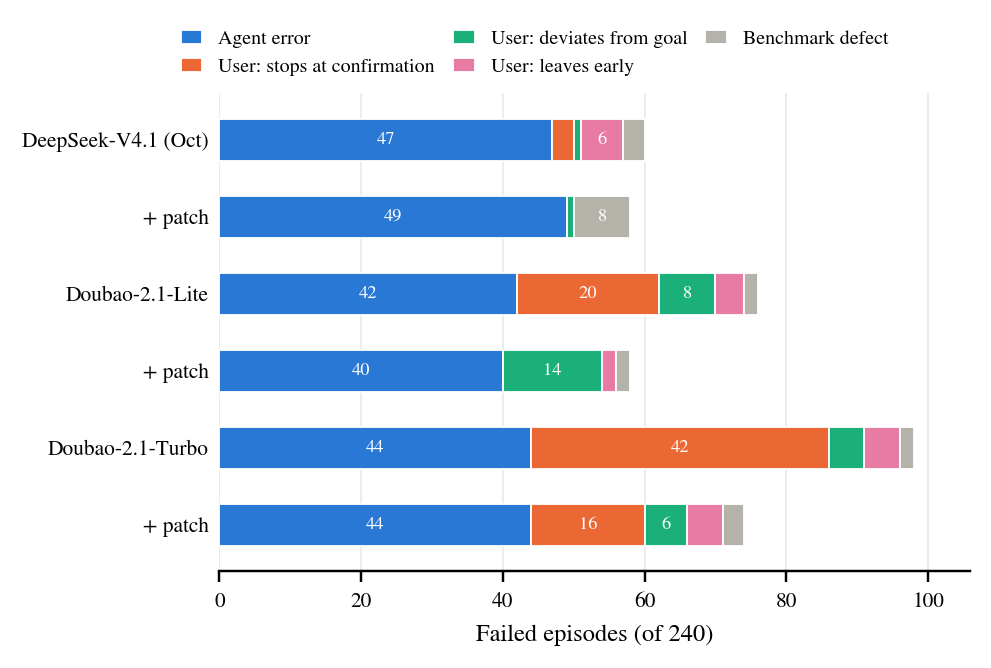 Agent error
User: stops at confirmation
User: deviates from goal
User: leaves early
Benchmark defect
DeepSeek-V4.1 (Oct)
47
6
+ patch
49
8
Doubao-2.1-Lite
42
20
8
+ patch
40
14
Doubao-2.1-Turbo
44
42
+ patch
44
16
6
0
20
40
60
80
100
Failed episodes (of 240)